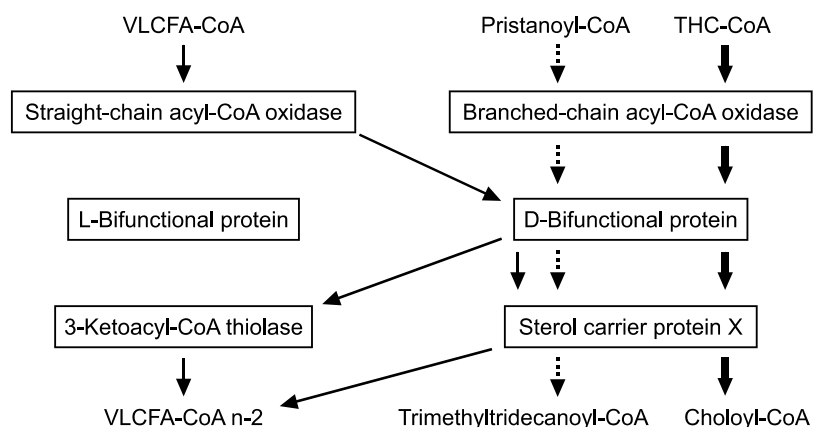 VLCFA-CoA
Pristanoyl-CoA
THC-CoA
Straight-chain acyl-CoA oxidase
Branched-chain acyl-CoA oxidase
L-Bifunctional protein
D-Bifunctional protein
3-Ketoacyl-CoA thiolase
Sterol carrier protein X
VLCFA-CoA n-2
Trimethyltridecanoyl-CoA
Choloyl-CoA